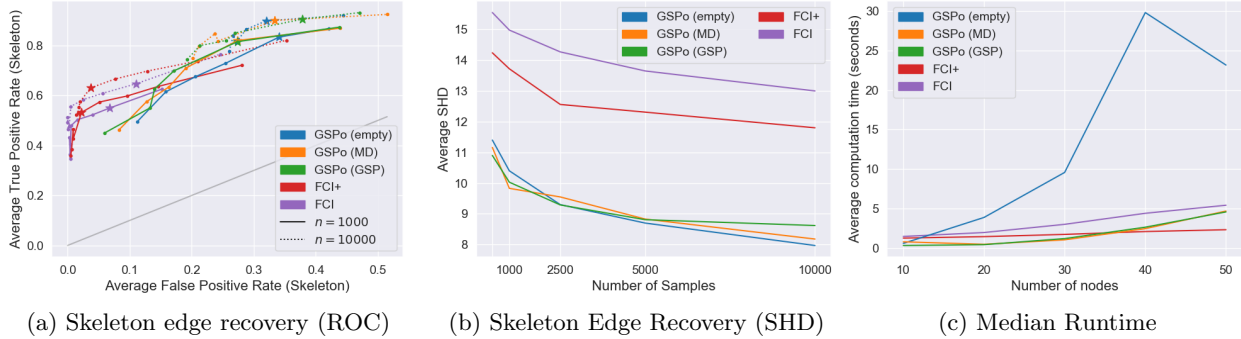 Average True Positive Rate (Skeleton)
0.8
0.6
0.4
0.2
0.0
GSPo (empty)
GSPo (MD)
GSPo (GSP)
FCI+
FCI
n = 1000
n = 10000
0.0 0.1 0.2 0.3 0.4 0.5
Average False Positive Rate (Skeleton)
(a) Skeleton edge recovery (ROC)
Average SHD
15
14
13
12
11
10
9
8
GSPo (empty)
GSPo (MD)
GSPo (GSP)
FCI+
FCI
1000 2500 5000 10000
Number of Samples
(b) Skeleton Edge Recovery (SHD)
Average computation time (seconds)
30
25
20
15
10
5
0
GSPo (empty)
GSPo (MD)
GSPo (GSP)
FCI+
FCI
10 20 30 40 50
Number of nodes
(c) Median Runtime